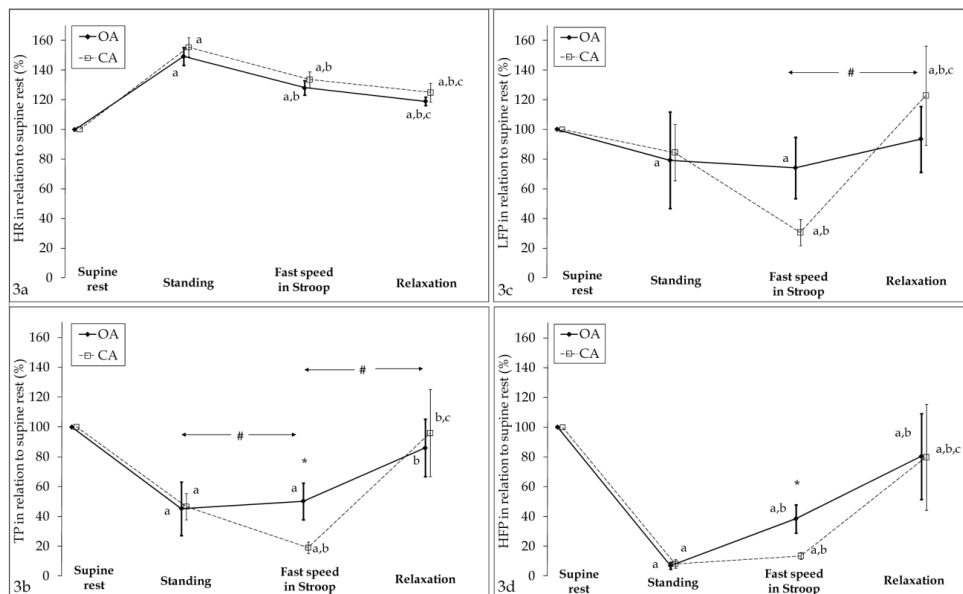 OA
CA
HR in relation to supine rest (%)
160
140
120
100
80
60
40
20
0
a
a
a,b
a,b
a,b,c
a,b,c
Supine rest
Standing
Fast speed in Stroop
Relaxation
3a
OA
CA
LFP in relation to supine rest (%)
160
140
120
100
80
60
40
20
0
#
a
a
a,b
a,b,c
Supine rest
Standing
Fast speed in Stroop
Relaxation
3c
OA
CA
TP in relation to supine rest (%)
160
140
120
100
80
60
40
20
0
#
#
*
a
a
a
a,b
b,c
b
Supine rest
Standing
Fast speed in Stroop
Relaxation
3b
OA
CA
HFP in relation to supine rest (%)
160
140
120
100
80
60
40
20
0
*
a
a
a,b
a,b
a,b
a,b,c
Supine rest
Standing
Fast speed in Stroop
Relaxation
3d